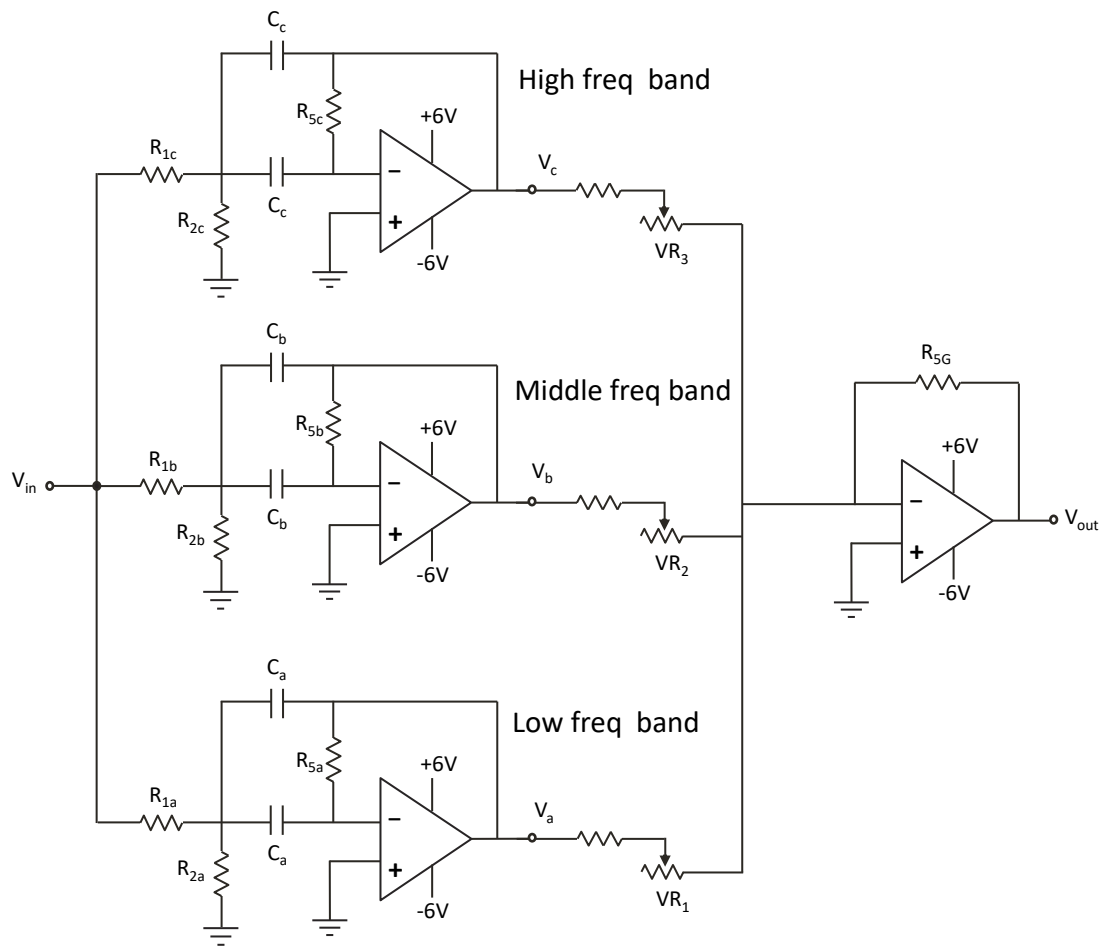 C_c
High freq band
R_5c
+6V
R_1c
V_c
−
C_c
R_2c
+
VR_3
-6V
C_b
R_5G
Middle freq band
R_5b
+6V
+6V
R_1b
V_b
V_in
−
−
C_b
V_out
R_2b
+
+
VR_2
-6V
-6V
C_a
Low freq band
R_5a
+6V
R_1a
V_a
−
C_a
R_2a
+
VR_1
-6V